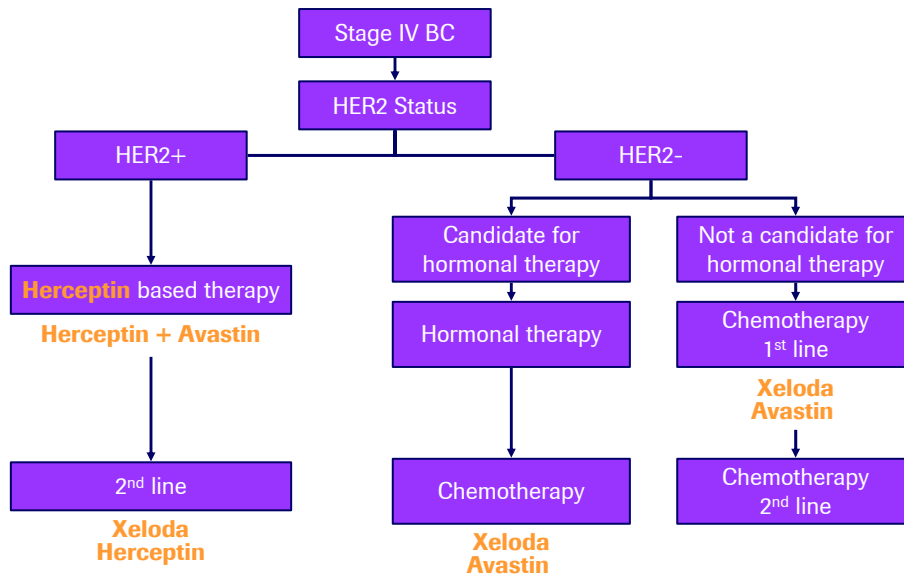 Stage IV BC
HER2 Status
HER2+
HER2-
Candidate for
hormonal therapy
Not a candidate for
hormonal therapy
Herceptin based therapy
Herceptin + Avastin
Hormonal therapy
Chemotherapy
1st line
Xeloda
Avastin
2nd line
Xeloda
Herceptin
Chemotherapy
Xeloda
Avastin
Chemotherapy
2nd line